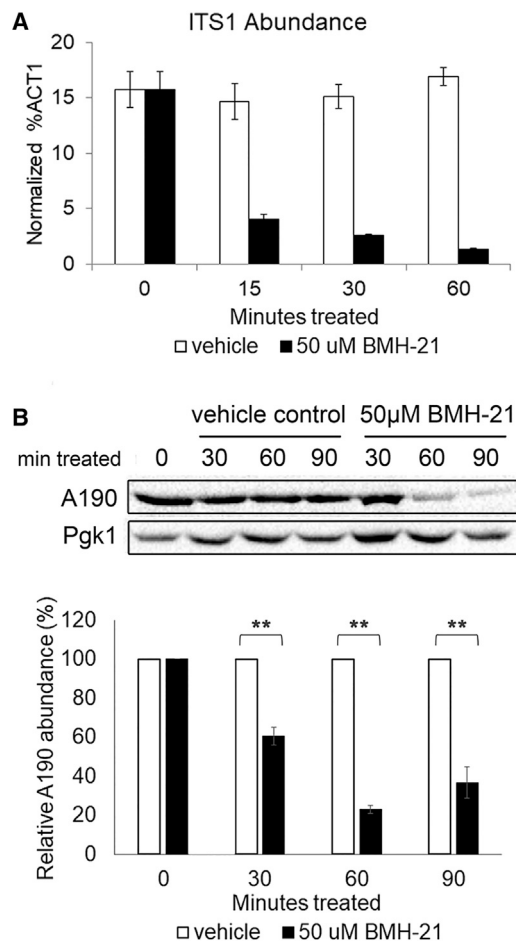 A
ITS1 Abundance
Normalized %ACT1
20
15
10
5
0
0 15 30 60
Minutes treated
vehicle 50 uM BMH-21
B
vehicle control 50µM BMH-21
min treated 0 30 60 90 30 60 90
A190
Pgk1
Relative A190 abundance (%)
120
100
80
60
40
20
0
** ** **
0 30 60 90
Minutes treated
vehicle 50 uM BMH-21